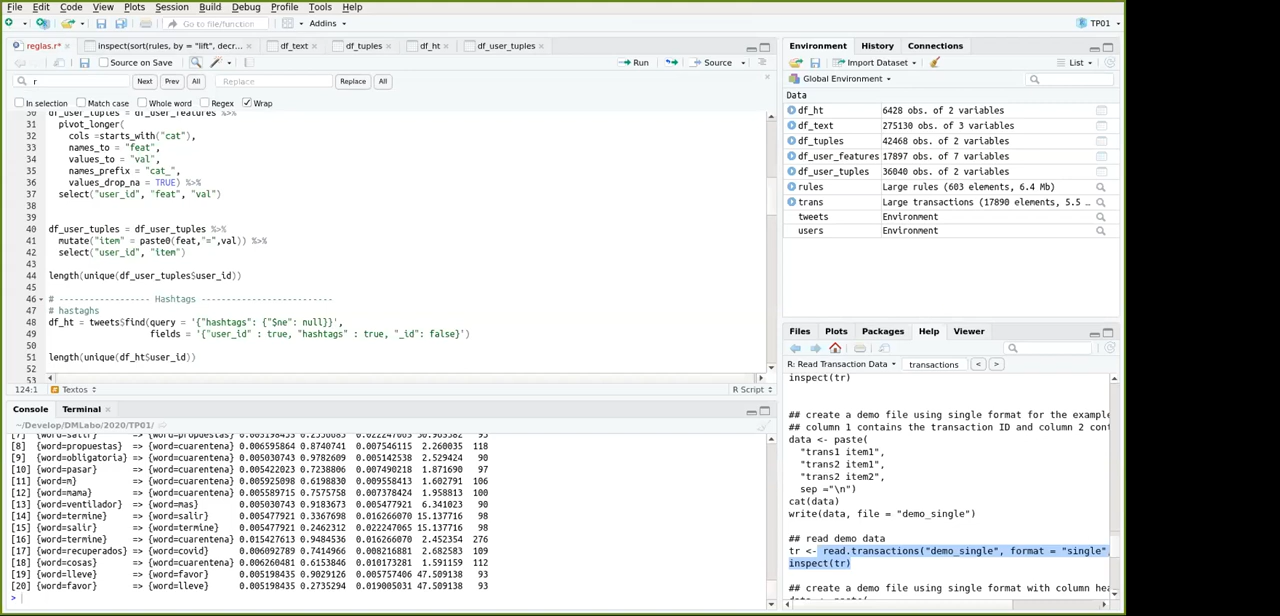 File Edit Code View Plots Session Build Debug Profile Tools Help
Go to file/function Addins TP01
reglas.r* inspect(sort(rules, by = "lift", decr... df_text df_tuples df_ht df_user_tuples
Source on Save Run Source
r Next Prev All Replace Replace All
In selection Match case Whole word Regex Wrap
30 df_user_tuples = df_user_features %>%
31 pivot_longer(
32 cols =starts_with("cat"),
33 names_to = "feat",
34 values_to = "val",
35 names_prefix = "cat_",
36 values_drop_na = TRUE) %>%
37 select("user_id", "feat", "val")
38
39
40 df_user_tuples = df_user_tuples %>%
41 mutate("item" = paste0(feat,"=",val)) %>%
42 select("user_id", "item")
43
44 length(unique(df_user_tuples$user_id))
45
46 # ------------------ Hashtags --------------------------
47 # hastaghs
48 df_ht = tweets$find(query = '{"hashtags": {"$ne": null}}',
49 fields = '{"user_id" : true, "hashtags" : true, "_id": false}')
50
51 length(unique(df_ht$user_id))
52
53
124:1 Textos R Script
Console Terminal
~/Develop/DMLabo/2020/TP01/
[7] {word=salir} => {word=propuestas} 0.005198435 0.2336683 0.022247065 30.965382 93
[8] {word=propuestas} => {word=cuarentena} 0.006595864 0.8740741 0.007546115 2.260035 118
[9] {word=obligatoria} => {word=cuarentena} 0.005030743 0.9782609 0.005142538 2.529424 90
[10] {word=pasar} => {word=cuarentena} 0.005422023 0.7238806 0.007490218 1.871690 97
[11] {word=m} => {word=cuarentena} 0.005925098 0.6198830 0.009558413 1.602791 106
[12] {word=mama} => {word=cuarentena} 0.005589715 0.7575758 0.007378424 1.958813 100
[13] {word=ventilador} => {word=mas} 0.005030743 0.9183673 0.005477921 6.341023 90
[14] {word=termine} => {word=salir} 0.005477921 0.3367698 0.016266070 15.137716 98
[15] {word=salir} => {word=termine} 0.005477921 0.2462312 0.022247065 15.137716 98
[16] {word=termine} => {word=cuarentena} 0.015427613 0.9484536 0.016266070 2.452354 276
[17] {word=recuperados} => {word=covid} 0.006092789 0.7414966 0.008216881 2.682583 109
[18] {word=cosas} => {word=cuarentena} 0.006260481 0.6153846 0.010173281 1.591159 112
[19] {word=lleve} => {word=favor} 0.005198435 0.9029126 0.005757406 47.509138 93
[20] {word=favor} => {word=lleve} 0.005198435 0.2735294 0.019005031 47.509138 93
>
Environment History Connections
Import Dataset List
Global Environment
Data
df_ht 6428 obs. of 2 variables
df_text 275130 obs. of 3 variables
df_tuples 42468 obs. of 2 variables
df_user_features 17897 obs. of 7 variables
df_user_tuples 36040 obs. of 2 variables
rules Large rules (603 elements, 6.4 Mb)
trans Large transactions (17890 elements, 5.5 ...
tweets Environment
users Environment
Files Plots Packages Help Viewer
R: Read Transaction Data transactions < >
inspect(tr)
## create a demo file using single format for the example
## column 1 contains the transaction ID and column 2 cont
data <- paste(
"trans1 item1",
"trans2 item1",
"trans2 item2",
sep ="\n")
cat(data)
write(data, file = "demo_single")
## read demo data
tr <- read.transactions("demo_single", format = "single",
inspect(tr)
## create a demo file using single format with column hea